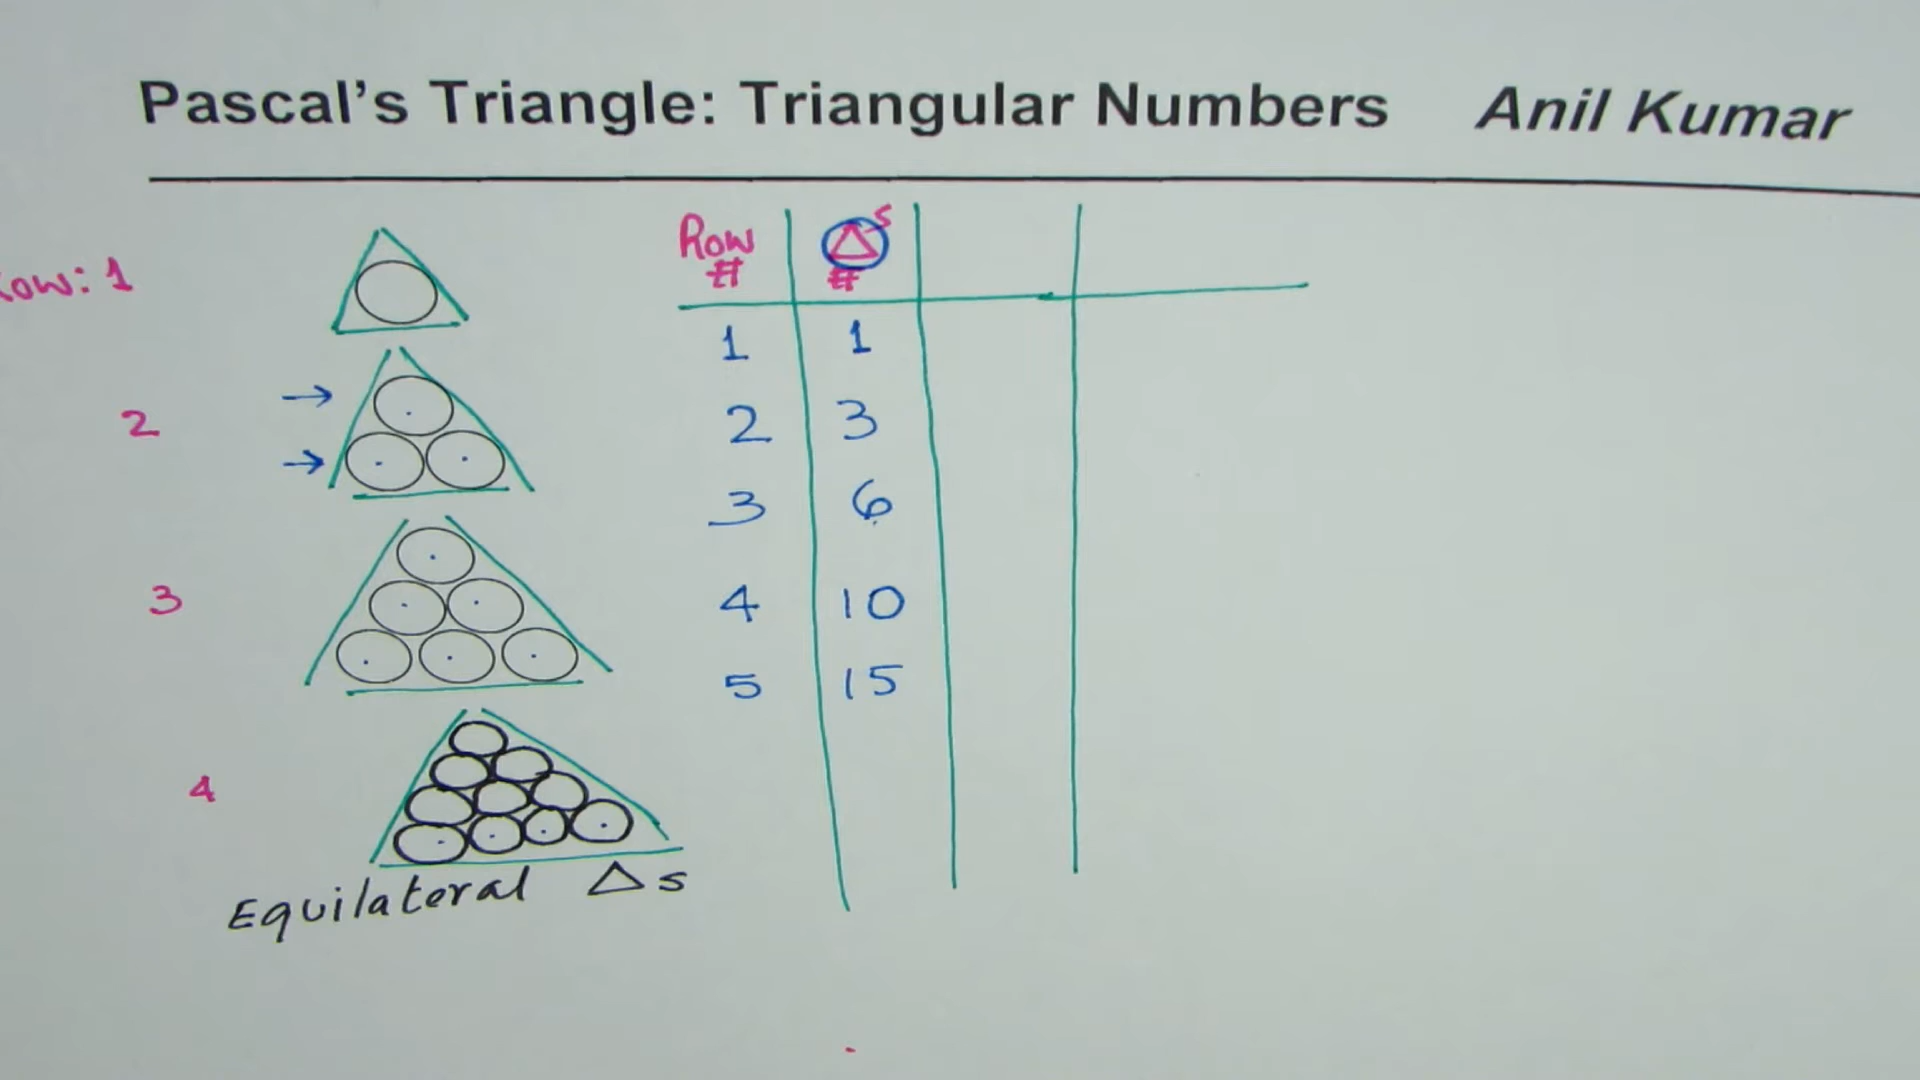 Pascal's Triangle: Triangular Numbers Anil Kumar
Row # △s #
ow: 1
1 1
2
2 3
3 6
3
4 10
5 15
4
Equilateral △s